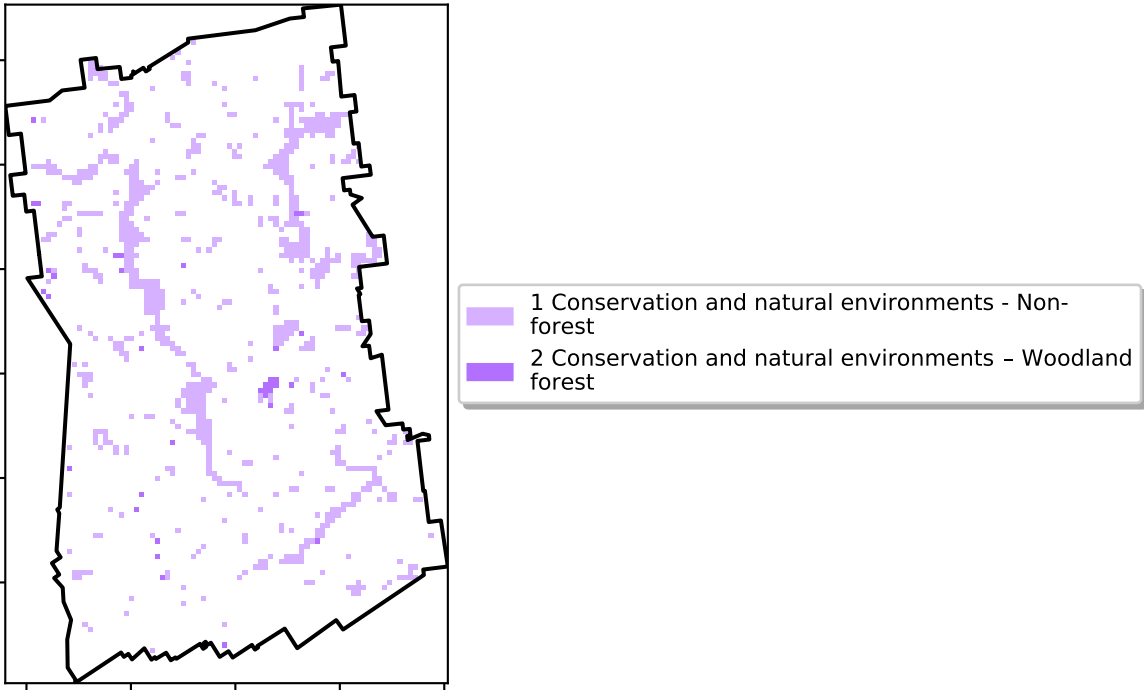 1 Conservation and natural environments - Non-
forest
2 Conservation and natural environments – Woodland
forest